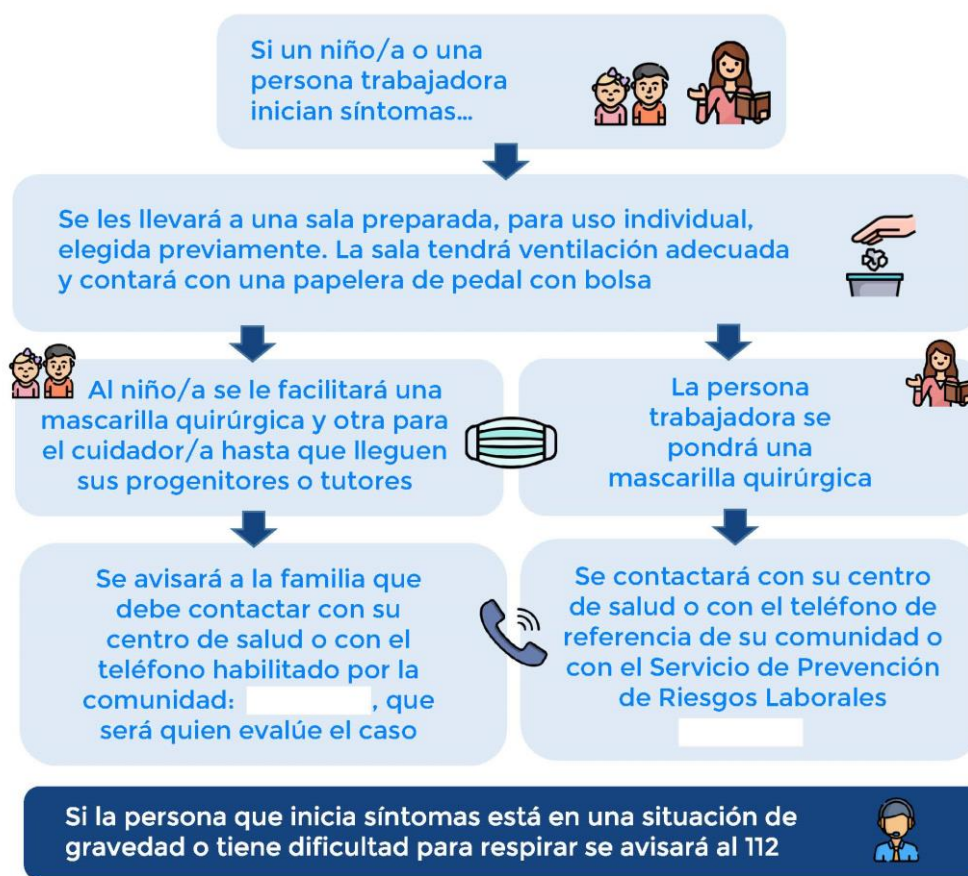 Si un niño/a o una
persona trabajadora
inician síntomas...
Se les llevará a una sala preparada, para uso individual,
elegida previamente. La sala tendrá ventilación adecuada
y contará con una papelera de pedal con bolsa
Al niño/a se le facilitará una
mascarilla quirúrgica y otra para
el cuidador/a hasta que lleguen
sus progenitores o tutores
La persona
trabajadora se
pondrá una
mascarilla quirúrgica
Se avisará a la familia que
debe contactar con su
centro de salud o con el
teléfono habilitado por la
comunidad: , que
será quien evalúe el caso
Se contactará con su centro
de salud o con el teléfono de
referencia de su comunidad o
con el Servicio de Prevención
de Riesgos Laborales
Si la persona que inicia síntomas está en una situación de
gravedad o tiene dificultad para respirar se avisará al 112